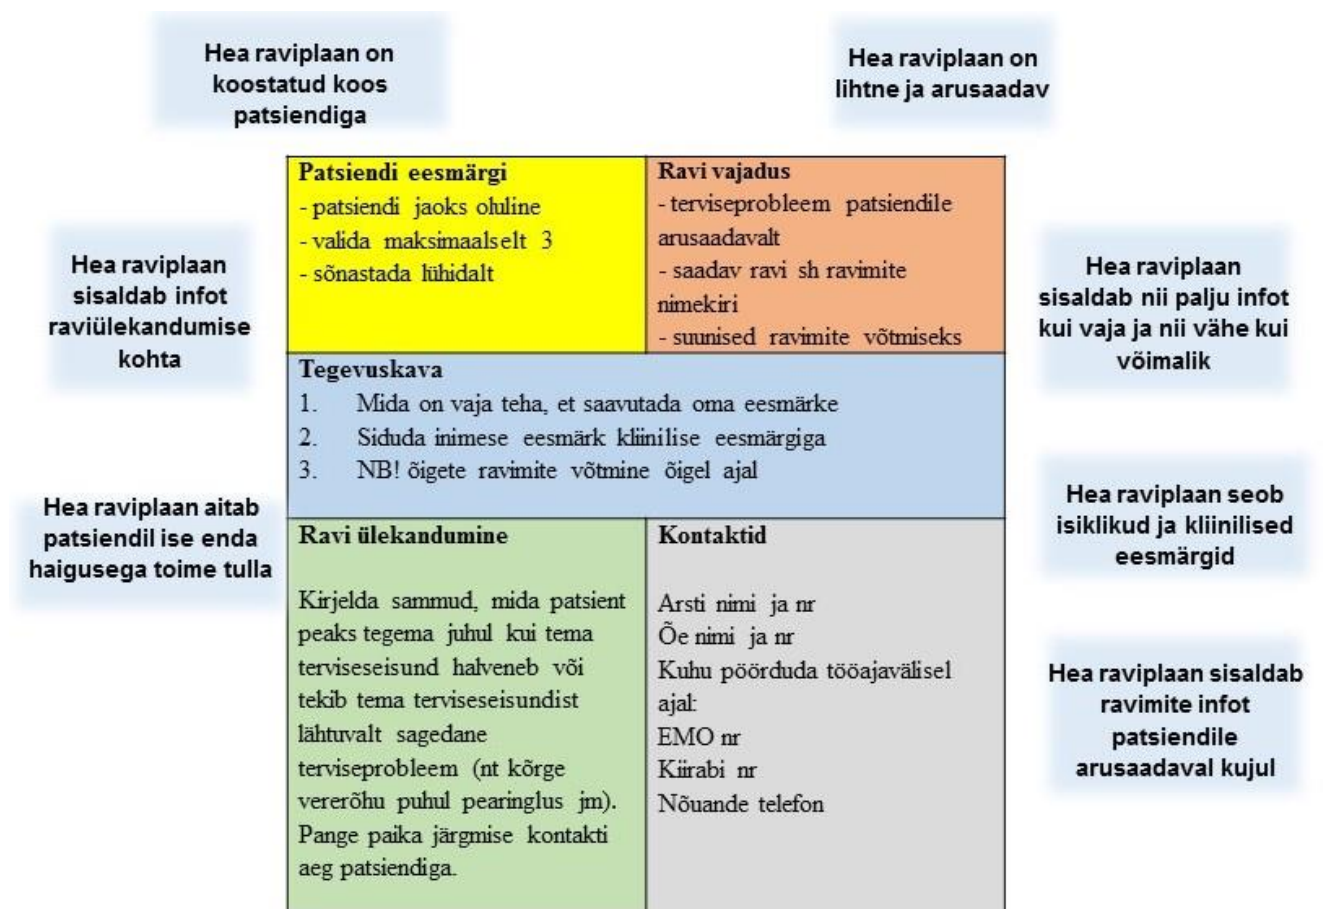 Hea raviplaan on
koostatud koos
patsiendiga
Hea raviplaan on
lihtne ja arusaadav
Hea raviplaan
sisaldab infot
raviülekandumise
kohta
Hea raviplaan aitab
patsiendil ise enda
haigusega toime tulla
Patsiendi eesmärgi
- patsiendi jaoks oluline
- valida maksimaalselt 3
- sõnastada lühidalt
Ravi vajadus
- terviseprobleem patsiendile
arusaadavalt
- saadav ravi sh ravimite
nimekiri
- suunised ravimite võtmiseks
Tegevuskava
1. Mida on vaja teha, et saavutada oma eesmärke
2. Siduda inimese eesmärk kliinilise eesmärgiga
3. NB! õigete ravimite võtmine õigel ajal
Ravi ülekandumine
Kirjelda sammud, mida patsient
peaks tegema juhul kui tema
terviseseisund halveneb või
tekib tema terviseseisundist
lähtuvalt sagedane
terviseprobleem (nt kõrge
vererõhu puhul pearinglus jm).
Pange paika järgmise kontakti
aeg patsiendiga.
Kontaktid
Arsti nimi ja nr
Õe nimi ja nr
Kuhu pöörduda tööajavälisel
ajal:
EMO nr
Kiirabi nr
Nõuande telefon
Hea raviplaan
sisaldab nii palju infot
kui vaja ja nii vähe kui
võimalik
Hea raviplaan seob
isiklikud ja kliinilised
eesmärgid
Hea raviplaan sisaldab
ravimite infot
patsiendile
arusaadaval kujul